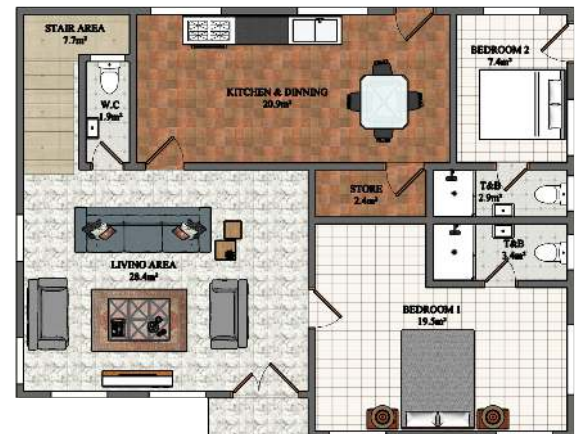 STAIR AREA
7.7m²
W.C
1.9m²
KITCHEN & DINNING
20.9m²
BEDROOM 2
7.4m²
STORE
2.4m²
T&B
2.9m²
T&B
3.4m²
LIVING AREA
28.4m²
BEDROOM 1
19.5m²